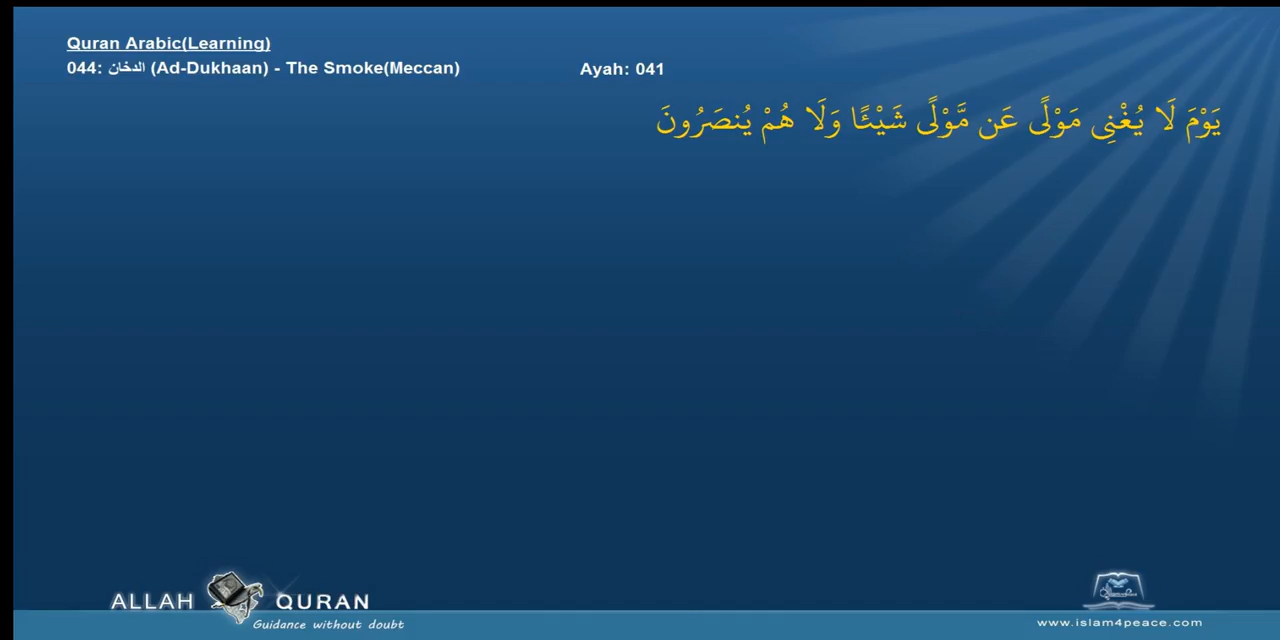 Quran Arabic(Learning)
044: الدخان (Ad-Dukhaan) - The Smoke(Meccan)
Ayah: 041
يَوْمَ لَا يُغْنِى مَوْلًى عَن مَّوْلًى شَيْـًٔا وَلَا هُمْ يُنصَرُونَ
ALLAH QURAN
Guidance without doubt
www.islam4peace.com